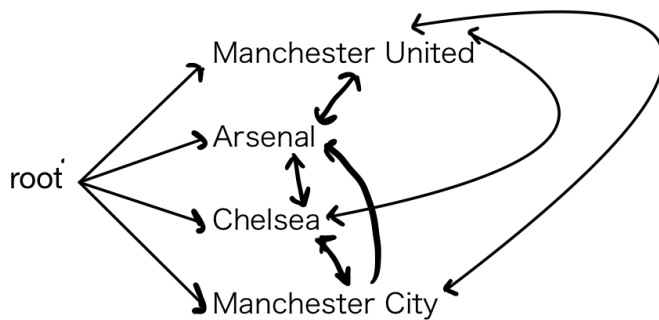 Manchester United
Arsenal
root
Chelsea
Manchester City